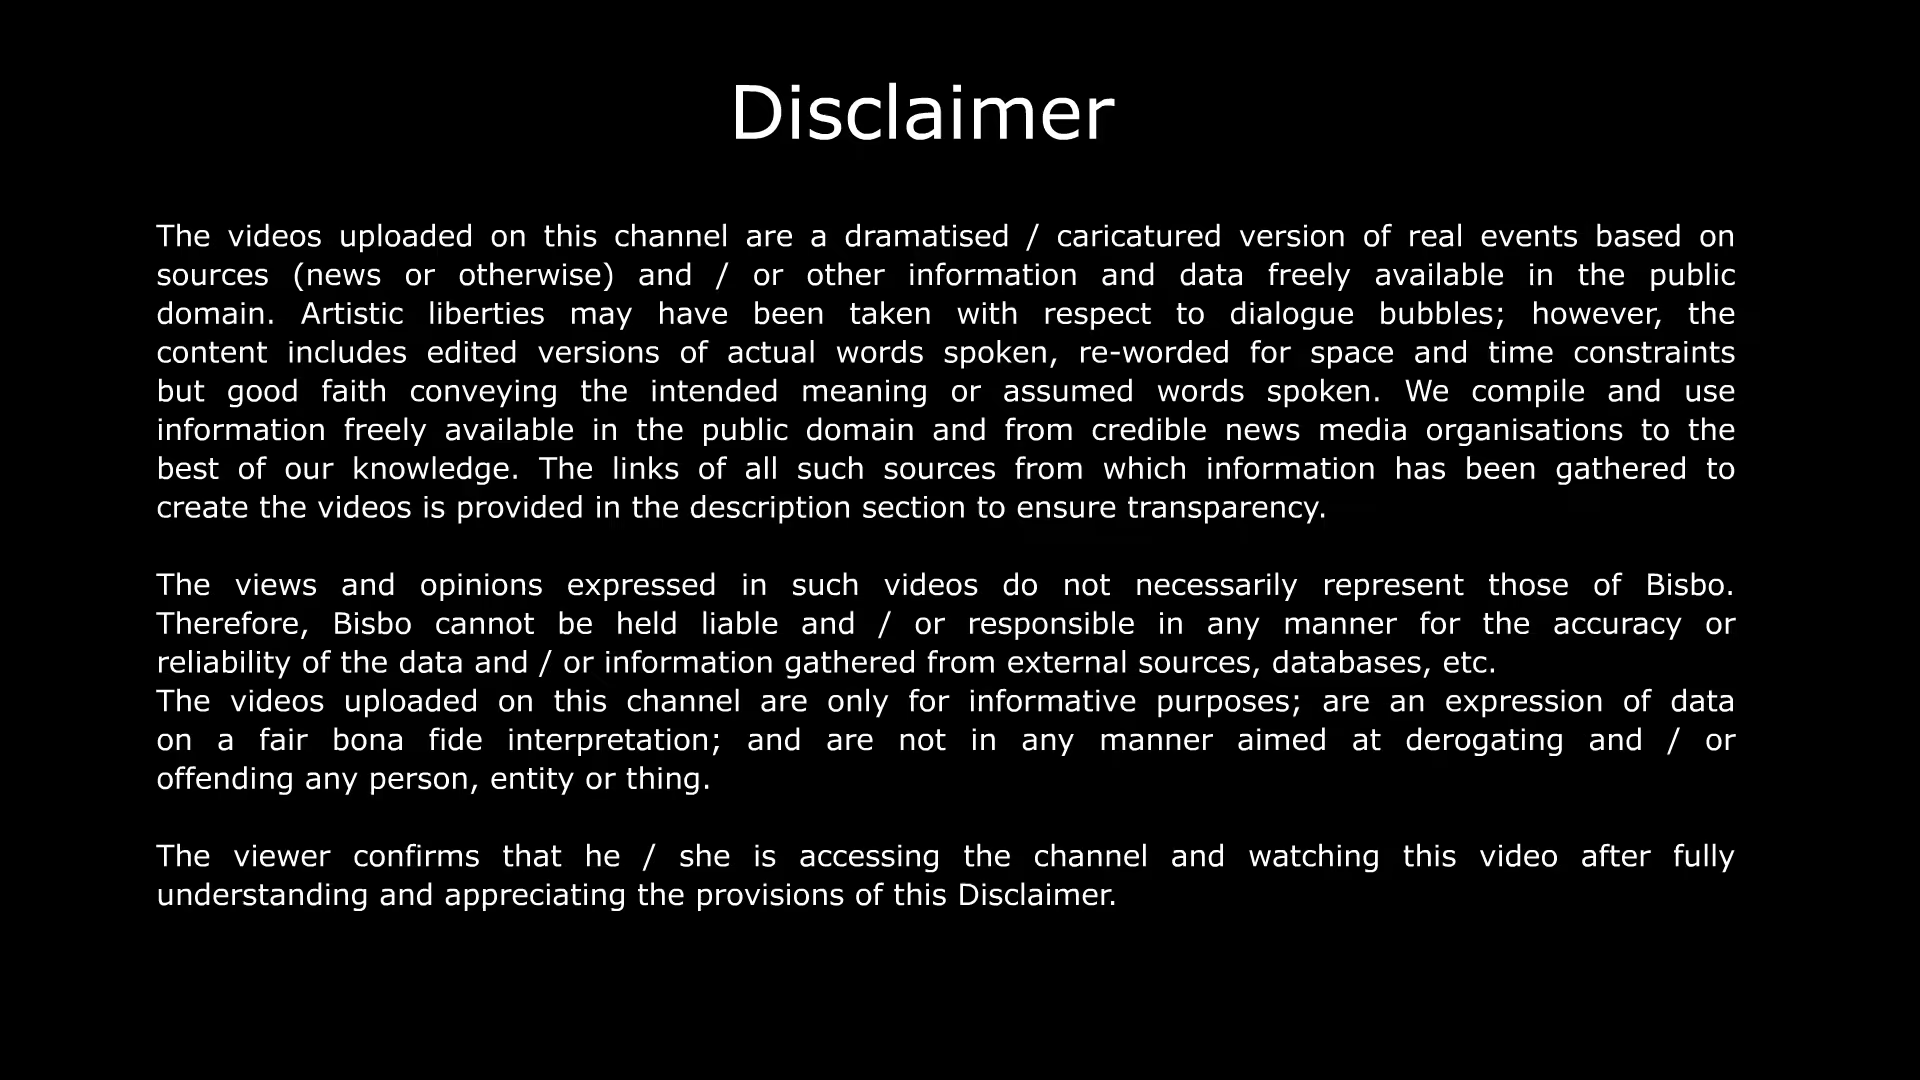 Disclaimer
The videos uploaded on this channel are a dramatised / caricatured version of real events based on
sources (news or otherwise) and / or other information and data freely available in the public
domain. Artistic liberties may have been taken with respect to dialogue bubbles; however, the
content includes edited versions of actual words spoken, re-worded for space and time constraints
but good faith conveying the intended meaning or assumed words spoken. We compile and use
information freely available in the public domain and from credible news media organisations to the
best of our knowledge. The links of all such sources from which information has been gathered to
create the videos is provided in the description section to ensure transparency.
The views and opinions expressed in such videos do not necessarily represent those of Bisbo.
Therefore, Bisbo cannot be held liable and / or responsible in any manner for the accuracy or
reliability of the data and / or information gathered from external sources, databases, etc.
The videos uploaded on this channel are only for informative purposes; are an expression of data
on a fair bona fide interpretation; and are not in any manner aimed at derogating and / or
offending any person, entity or thing.
The viewer confirms that he / she is accessing the channel and watching this video after fully
understanding and appreciating the provisions of this Disclaimer.